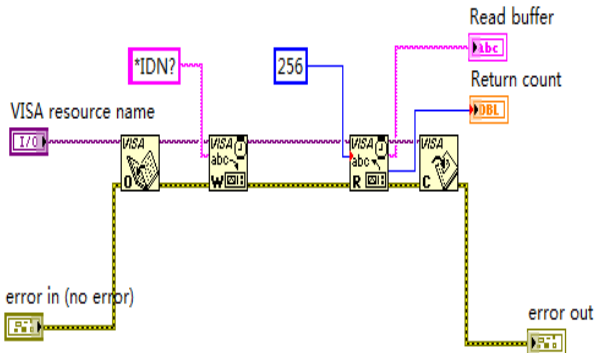 Read buffer
abc
*IDN?
256
Return count
DBL
VISA resource name
I/O
VISA
O
VISA
abc
W
VISA
abc
R
VISA
C
error in (no error)
error out